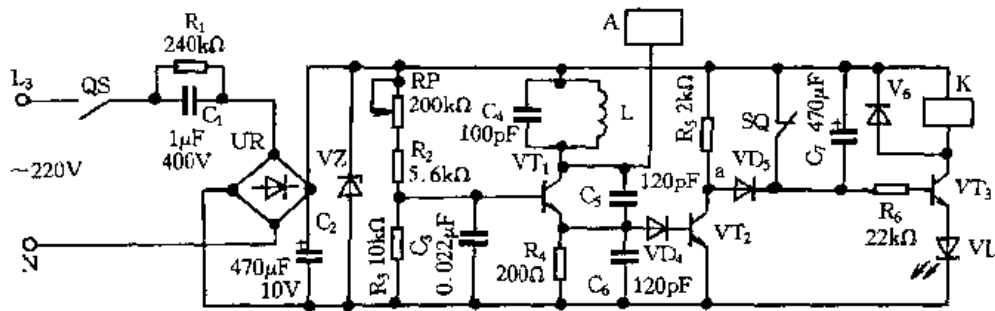 A
R₁
240kΩ
L₃
QS
C₁
1μF
400V
~220V
UR
VZ
C₂
470μF
10V
RP
200kΩ
R₂
5.6kΩ
R₃ 10kΩ
C₃
0.022μF
C₄
100pF
L
VT₁
C₅
120pF
R₄
200Ω
C₆
120pF
VD₄
R₅ 2kΩ
a
VT₂
VD₅
SQ
C₇ 470μF
V₆
K
R₆
22kΩ
VT₃
VL